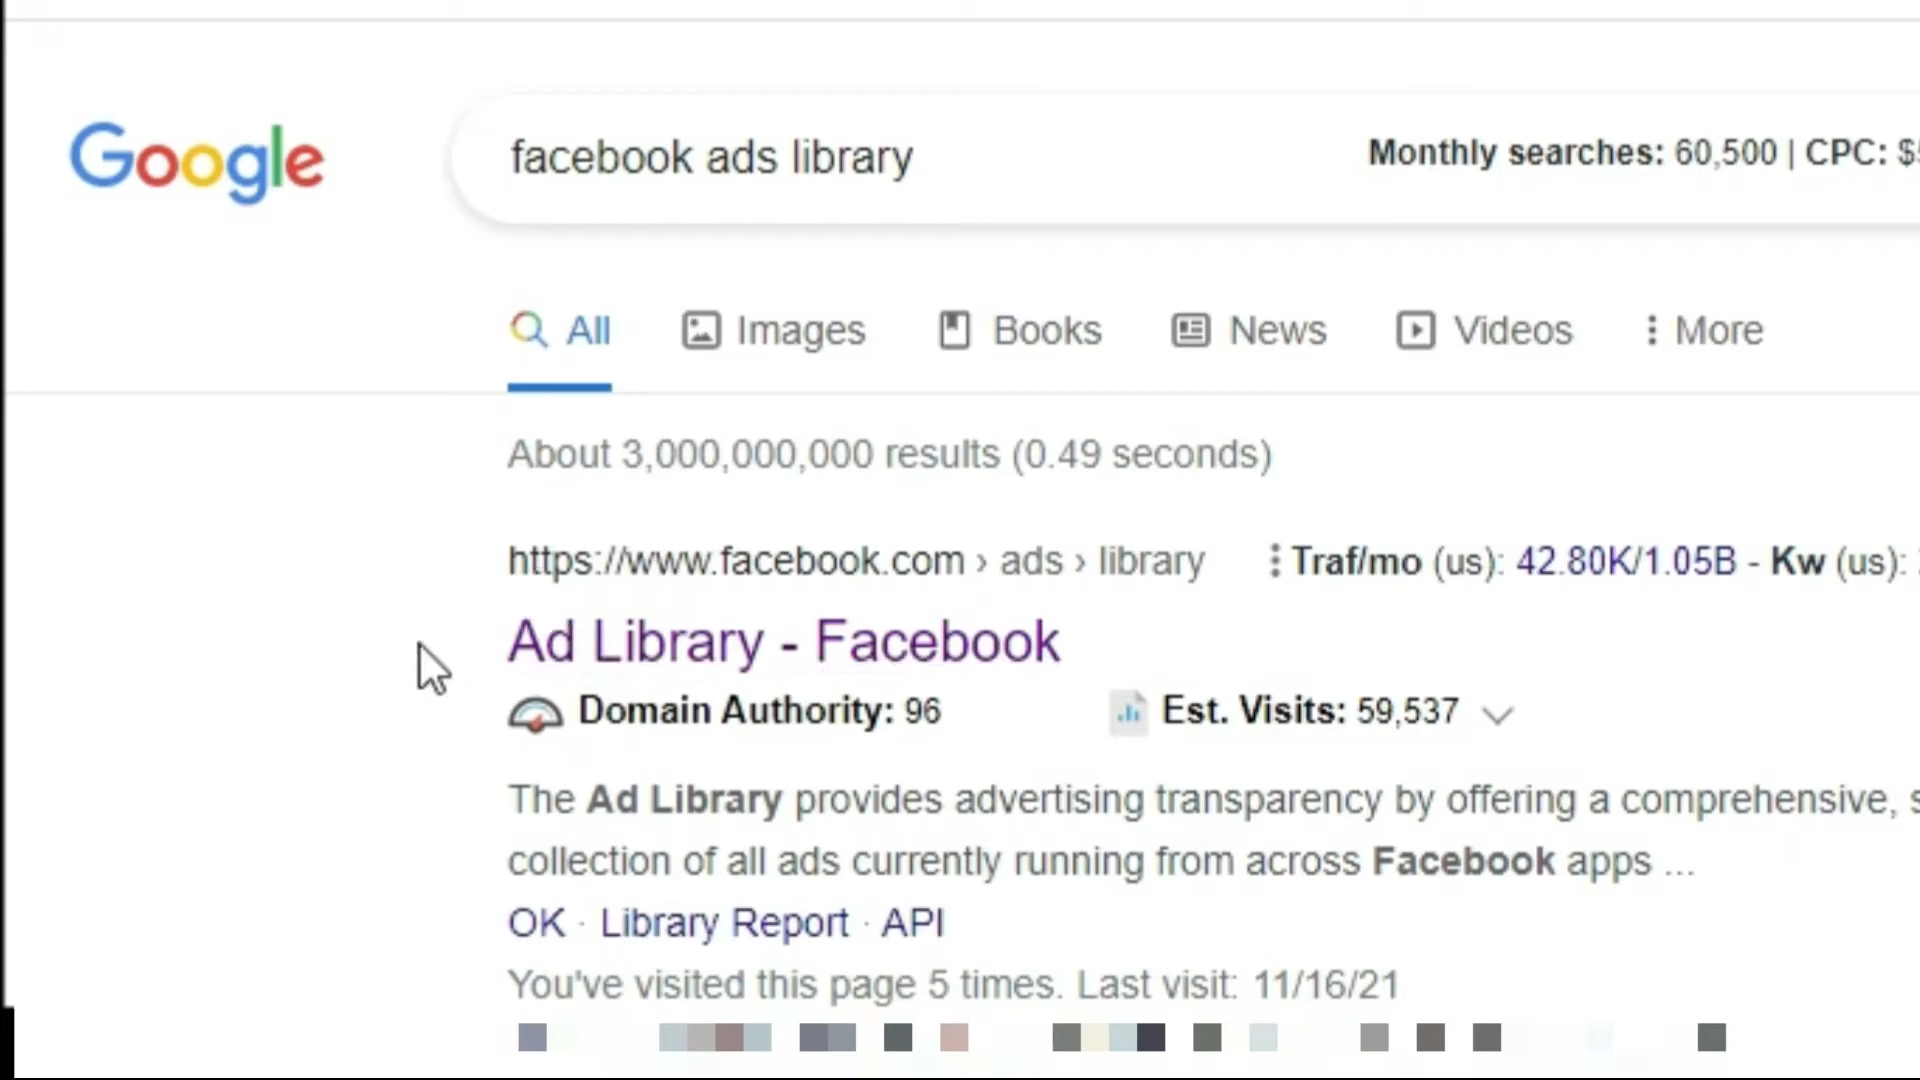 Google
facebook ads library
Monthly searches: 60,500 | CPC: $
All
Images
Books
News
Videos
More
About 3,000,000,000 results (0.49 seconds)
https://www.facebook.com › ads › library
Traf/mo (us): 42.80K/1.05B - Kw (us):
Ad Library - Facebook
Domain Authority: 96
Est. Visits: 59,537
The Ad Library provides advertising transparency by offering a comprehensive,
collection of all ads currently running from across Facebook apps ...
OK · Library Report · API
You've visited this page 5 times. Last visit: 11/16/21